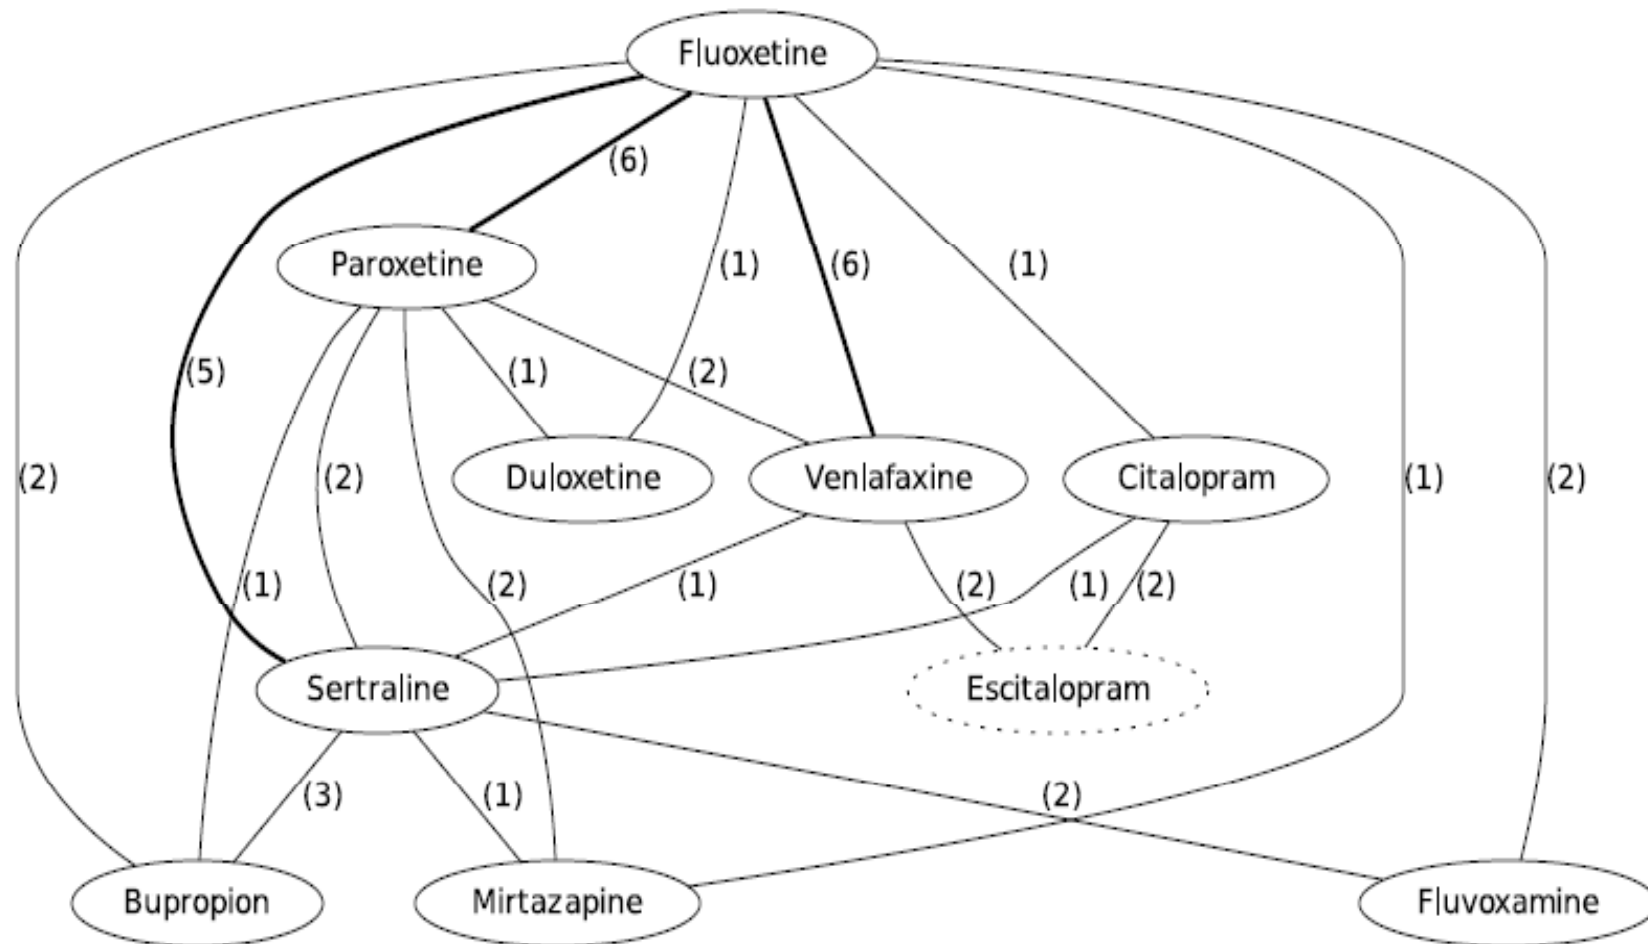 Fluoxetine
(6)
Paroxetine
(1)
(6)
(1)
(5)
(1)
(2)
(2)
(2)
Duloxetine
Venlafaxine
Citalopram
(1)
(2)
(1)
(2)
(1)
(2)
(1)
(2)
Sertraline
Escitalopram
(3)
(1)
(2)
Bupropion
Mirtazapine
Fluvoxamine